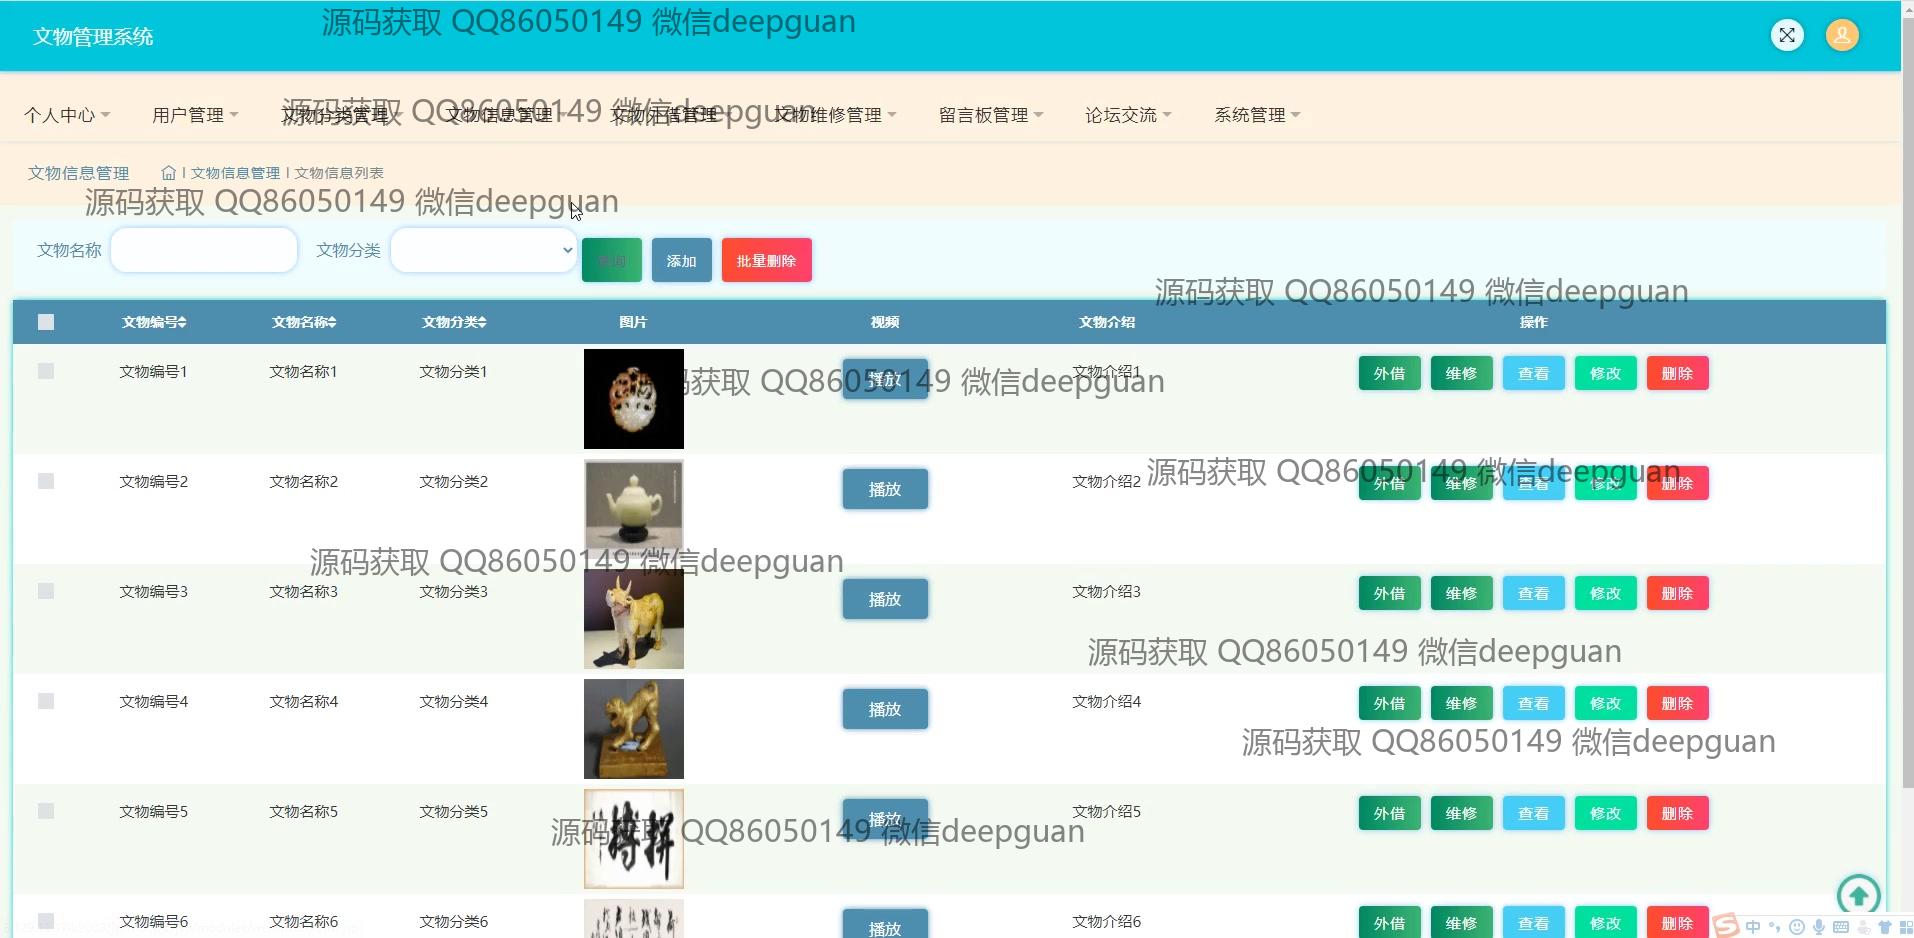 源码获取 QQ86050149 微信deepguan
文物管理系统
个人中心 用户管理 文物分类管理 文物信息管理 文物外借管理 文物维修管理 留言板管理 论坛交流 系统管理
源码获取 QQ86050149 微信deepguan
文物信息管理 | 文物信息管理 | 文物信息列表
源码获取 QQ86050149 微信deepguan
文物名称 文物分类 查询 添加 批量删除
源码获取 QQ86050149 微信deepguan
文物编号 文物名称 文物分类 图片 视频 文物介绍 操作
文物编号1 文物名称1 文物分类1 播放 文物介绍1 外借 维修 查看 修改 删除
码获取 QQ86050149 微信deepguan
文物编号2 文物名称2 文物分类2 播放 文物介绍2 外借 维修 查看 修改 删除
源码获取 QQ86050149 微信deepguan
源码获取 QQ86050149 微信deepguan
文物编号3 文物名称3 文物分类3 播放 文物介绍3 外借 维修 查看 修改 删除
源码获取 QQ86050149 微信deepguan
文物编号4 文物名称4 文物分类4 播放 文物介绍4 外借 维修 查看 修改 删除
源码获取 QQ86050149 微信deepguan
文物编号5 文物名称5 文物分类5 播放 文物介绍5 外借 维修 查看 修改 删除
源码获取 QQ86050149 微信deepguan
文物编号6 文物名称6 文物分类6 播放 文物介绍6 外借 维修 查看 修改 删除
中